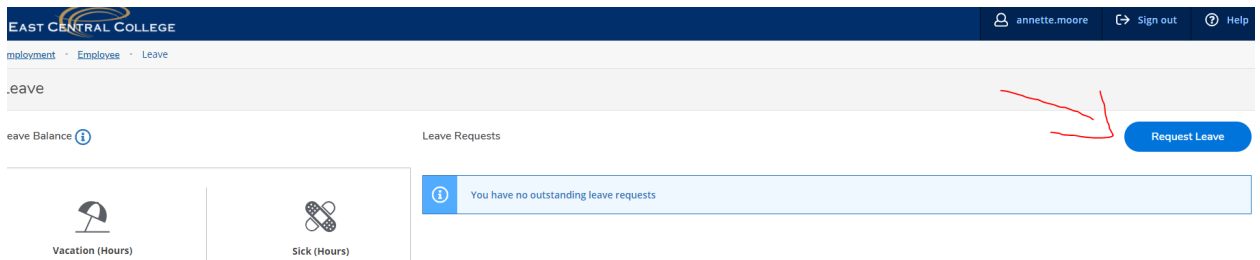 EAST CENTRAL COLLEGE
annette.moore
Sign out
Help
mployment · Employee · Leave
eave
eave Balance
Leave Requests
Request Leave
You have no outstanding leave requests
Vacation (Hours)
Sick (Hours)